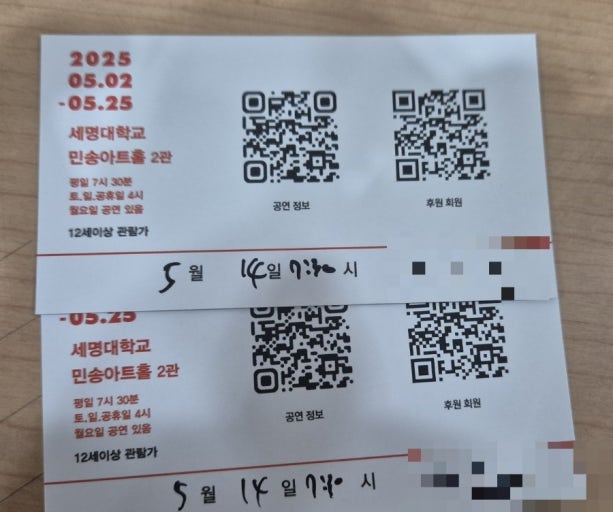 2025
05.02
-05.25
세명대학교
민송아트홀 2관
평일 7시 30분
토,일,공휴일 4시
월요일 공연 있음
12세이상 관람가
공연 정보
후원 회원
5월 14일 7:30 시
-05.25
세명대학교
민송아트홀 2관
평일 7시 30분
토,일,공휴일 4시
월요일 공연 있음
12세이상 관람가
공연 정보
후원 회원
5월 14일 7:30 시